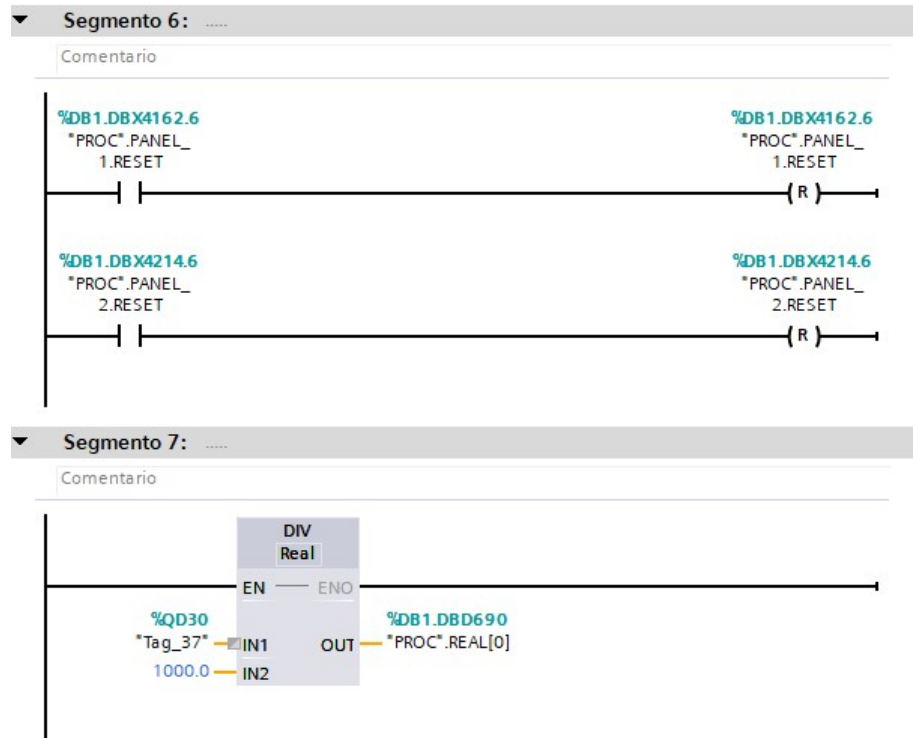 Segmento 6: .....
Comentario
%DB1.DBX4162.6
"PROC".PANEL_
1.RESET
%DB1.DBX4162.6
"PROC".PANEL_
1.RESET
R
%DB1.DBX4214.6
"PROC".PANEL_
2.RESET
%DB1.DBX4214.6
"PROC".PANEL_
2.RESET
R
Segmento 7: .....
Comentario
DIV
Real
EN
ENO
%QD30
"Tag_37"
IN1
1000.0
IN2
OUT
%DB1.DBD690
"PROC".REAL[0]